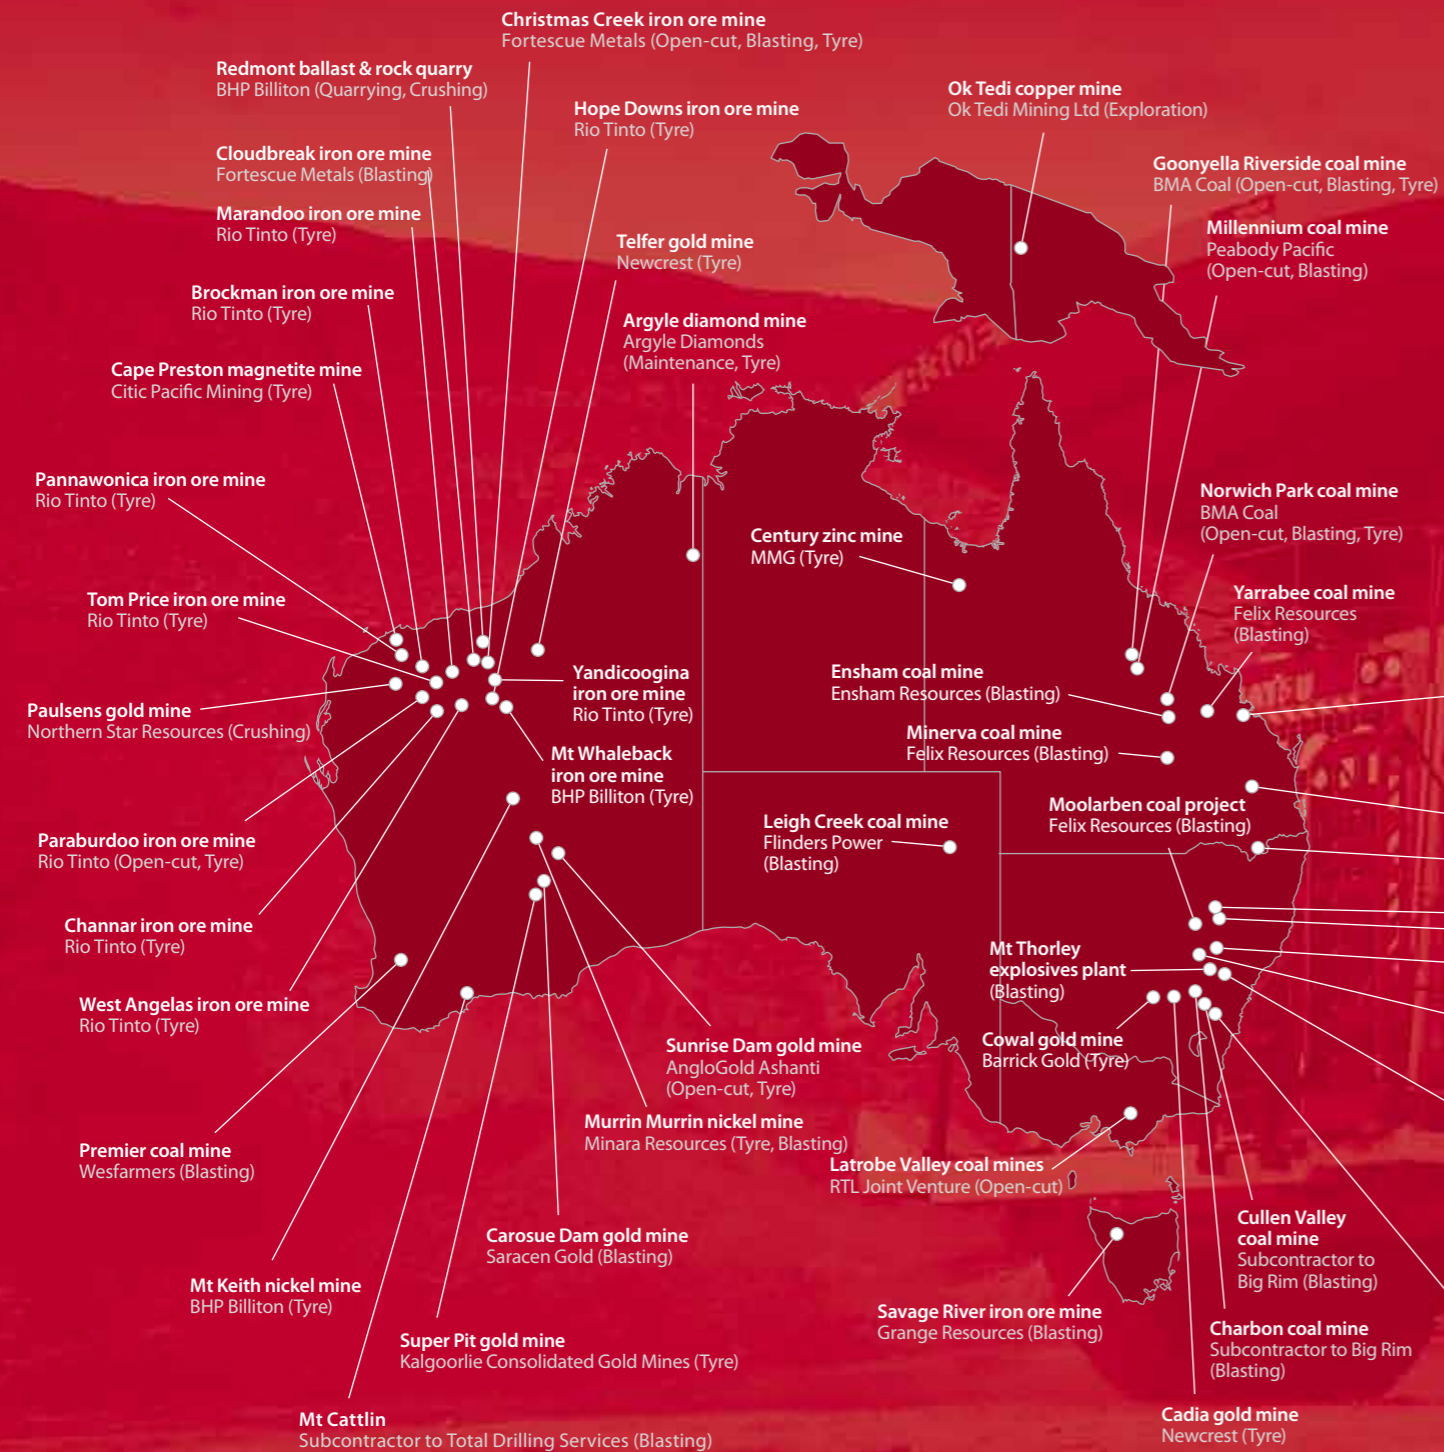 Christmas Creek iron ore mine
Fortescue Metals (Open-cut, Blasting, Tyre)
Redmont ballast & rock quarry
BHP Billiton (Quarrying, Crushing)
Ok Tedi copper mine
Ok Tedi Mining Ltd (Exploration)
Hope Downs iron ore mine
Rio Tinto (Tyre)
Cloudbreak iron ore mine
Fortescue Metals (Blasting)
Goonyella Riverside coal mine
BMA Coal (Open-cut, Blasting, Tyre)
Marandoo iron ore mine
Rio Tinto (Tyre)
Millennium coal mine
Peabody Pacific
(Open-cut, Blasting)
Telfer gold mine
Newcrest (Tyre)
Brockman iron ore mine
Rio Tinto (Tyre)
Argyle diamond mine
Argyle Diamonds
(Maintenance, Tyre)
Cape Preston magnetite mine
Citic Pacific Mining (Tyre)
Pannawonica iron ore mine
Rio Tinto (Tyre)
Norwich Park coal mine
BMA Coal
(Open-cut, Blasting, Tyre)
Century zinc mine
MMG (Tyre)
Tom Price iron ore mine
Rio Tinto (Tyre)
Yarrabee coal mine
Felix Resources
(Blasting)
Yandicoogina
iron ore mine
Rio Tinto (Tyre)
Ensham coal mine
Ensham Resources (Blasting)
Paulsens gold mine
Northern Star Resources (Crushing)
Minerva coal mine
Felix Resources (Blasting)
Mt Whaleback
iron ore mine
BHP Billiton (Tyre)
Moolarben coal project
Felix Resources (Blasting)
Leigh Creek coal mine
Flinders Power
(Blasting)
Paraburdoo iron ore mine
Rio Tinto (Open-cut, Tyre)
Channar iron ore mine
Rio Tinto (Tyre)
Mt Thorley
explosives plant
(Blasting)
West Angelas iron ore mine
Rio Tinto (Tyre)
Cowal gold mine
Barrick Gold (Tyre)
Sunrise Dam gold mine
AngloGold Ashanti
(Open-cut, Tyre)
Murrin Murrin nickel mine
Minara Resources (Tyre, Blasting)
Premier coal mine
Wesfarmers (Blasting)
Latrobe Valley coal mines
RTL Joint Venture (Open-cut)
Carosue Dam gold mine
Saracen Gold (Blasting)
Cullen Valley
coal mine
Subcontractor to
Big Rim (Blasting)
Mt Keith nickel mine
BHP Billiton (Tyre)
Savage River iron ore mine
Grange Resources (Blasting)
Super Pit gold mine
Kalgoorlie Consolidated Gold Mines (Tyre)
Charbon coal mine
Subcontractor to Big Rim
(Blasting)
Mt Cattlin
Subcontractor to Total Drilling Services (Blasting)
Cadia gold mine
Newcrest (Tyre)